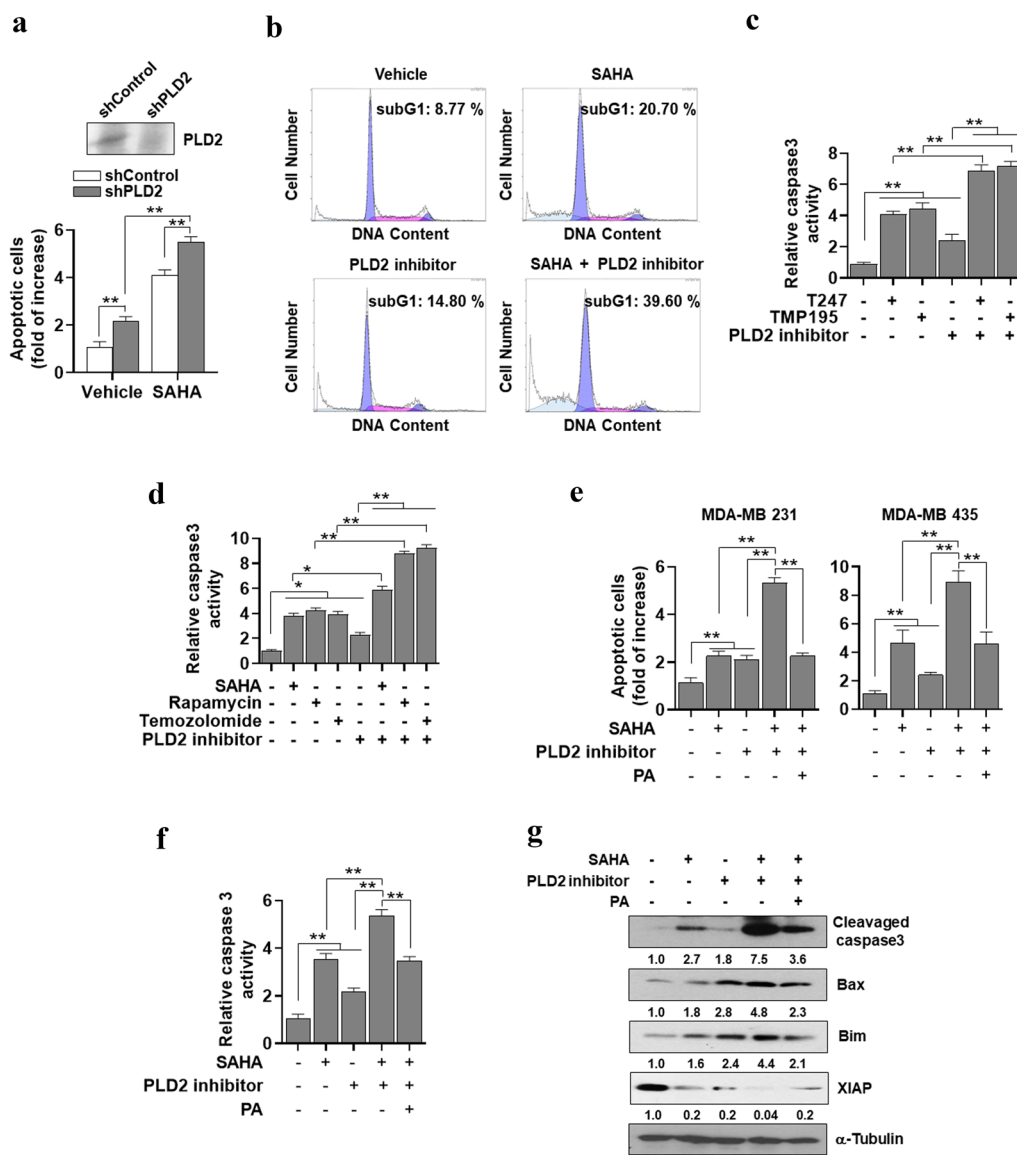 a
shControl
shPLD2
PLD2
shControl
shPLD2
Apoptotic cells
(fold of increase)
6
4
2
0
**
**
**
Vehicle SAHA
b
Vehicle
subG1: 8.77 %
Cell Number
DNA Content
SAHA
subG1: 20.70 %
Cell Number
DNA Content
PLD2 inhibitor
subG1: 14.80 %
Cell Number
DNA Content
SAHA + PLD2 inhibitor
subG1: 39.60 %
Cell Number
DNA Content
c
Relative caspase3
activity
8
6
4
2
0
**
**
**
**
T247 - + - - + -
TMP195 - - + - - +
PLD2 inhibitor - - - + + +
d
Relative caspase3
activity
10
8
6
4
2
0
**
**
**
*
*
SAHA - + - - - + - -
Rapamycin - - + - - - + -
Temozolomide - - - + - - - +
PLD2 inhibitor - - - - + + + +
e
MDA-MB 231
Apoptotic cells
(fold of increase)
6
4
2
0
**
**
**
**
SAHA - + - + +
PLD2 inhibitor - - + + +
PA - - - - +
MDA-MB 435
10
8
6
4
2
0
**
**
**
**
- + - + +
- - + + +
- - - - +
f
Relative caspase 3
activity
6
4
2
0
**
**
**
**
SAHA - + - + +
PLD2 inhibitor - - + + +
PA - - - - +
g
SAHA - + - + +
PLD2 inhibitor - - + + +
PA - - - - +
Cleaved
caspase3
1.0 2.7 1.8 7.5 3.6
Bax
1.0 1.8 2.8 4.8 2.3
Bim
1.0 1.6 2.4 4.4 2.1
XIAP
1.0 0.2 0.2 0.04 0.2
α-Tubulin